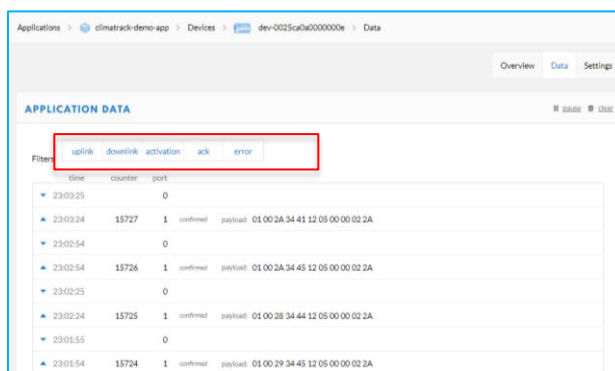 Applications > climatrack-demo-app > Devices > dev-0025ca0a0000000e > Data
Overview Data Settings
APPLICATION DATA
pause clear
Filters uplink downlink activation ack error
time counter port
23:03:25 0
23:03:24 15727 1 confirmed payload: 01 00 2A 34 41 12 05 00 00 02 2A
23:02:54 0
23:02:54 15726 1 confirmed payload: 01 00 2A 34 45 12 05 00 00 02 2A
23:02:25 0
23:02:24 15725 1 confirmed payload: 01 00 28 34 44 12 05 00 00 02 2A
23:01:55 0
23:01:54 15724 1 confirmed payload: 01 00 29 34 45 12 05 00 00 02 2A